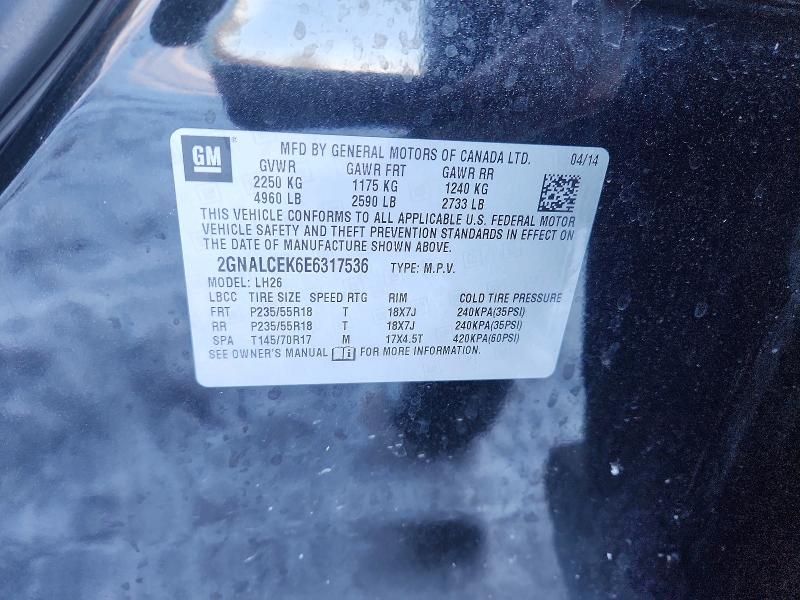 GM® MFD BY GENERAL MOTORS OF CANADA LTD. 04/14
GVWR GAWR FRT GAWR RR
2250 KG 1175 KG 1240 KG
4960 LB 2590 LB 2733 LB
THIS VEHICLE CONFORMS TO ALL APPLICABLE U.S. FEDERAL MOTOR
VEHICLE SAFETY AND THEFT PREVENTION STANDARDS IN EFFECT ON
THE DATE OF MANUFACTURE SHOWN ABOVE.
2GNALCEK6E6317536 TYPE: M.P.V.
MODEL: LH26
LBCC TIRE SIZE SPEED RTG RIM COLD TIRE PRESSURE
FRT P235/55R18 T 18X7J 240KPA(35PSI)
RR P235/55R18 T 18X7J 240KPA(35PSI)
SPA T145/70R17 M 17X4.5T 420KPA(60PSI)
SEE OWNER'S MANUAL FOR MORE INFORMATION.